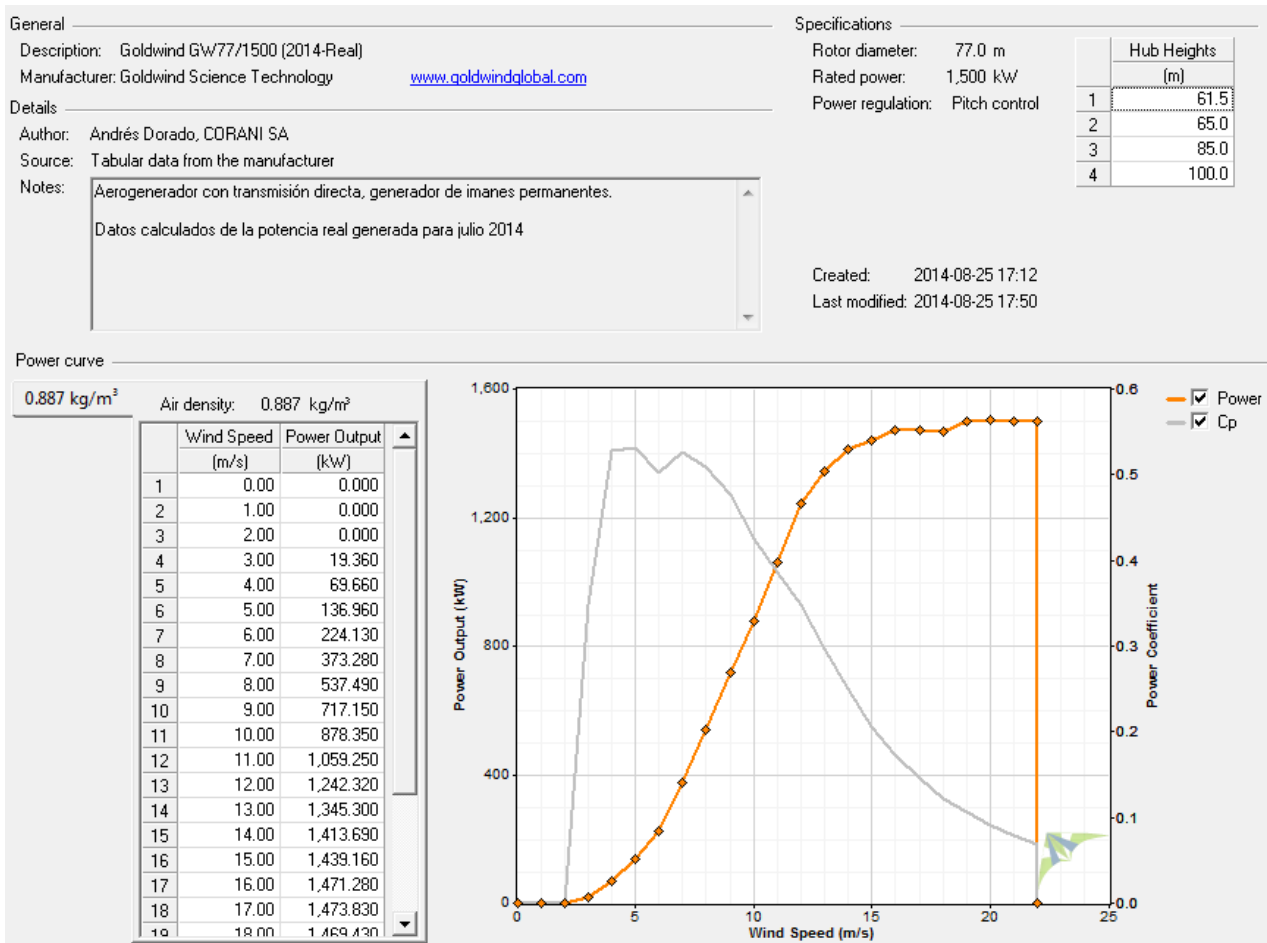 General
Description: Goldwind GW77/1500 (2014-Real)
Manufacturer: Goldwind Science Technology www.goldwindglobal.com
Details
Author: Andrés Dorado, CORANI SA
Source: Tabular data from the manufacturer
Notes: Aerogenerador con transmisión directa, generador de imanes permanentes.
Datos calculados de la potencia real generada para julio 2014
Specifications
Rotor diameter: 77.0 m
Rated power: 1,500 kW
Power regulation: Pitch control
Hub Heights
(m)
1 61.5
2 65.0
3 85.0
4 100.0
Created: 2014-08-25 17:12
Last modified: 2014-08-25 17:50
Power curve
0.887 kg/m³
Air density: 0.887 kg/m³
Wind Speed Power Output
(m/s) (kW)
1 0.00 0.000
2 1.00 0.000
3 2.00 0.000
4 3.00 19.360
5 4.00 69.660
6 5.00 136.960
7 6.00 224.130
8 7.00 373.280
9 8.00 537.490
10 9.00 717.150
11 10.00 878.350
12 11.00 1,059.250
13 12.00 1,242.320
14 13.00 1,345.300
15 14.00 1,413.690
16 15.00 1,439.160
17 16.00 1,471.280
18 17.00 1,473.830
19 18.00 1,469.430
Power Output (kW)
1,600
1,200
800
400
0
0 5 10 15 20 25
Wind Speed (m/s)
0.6
0.5
0.4
0.3
0.2
0.1
0.0
Power Coefficient
Power
Cp